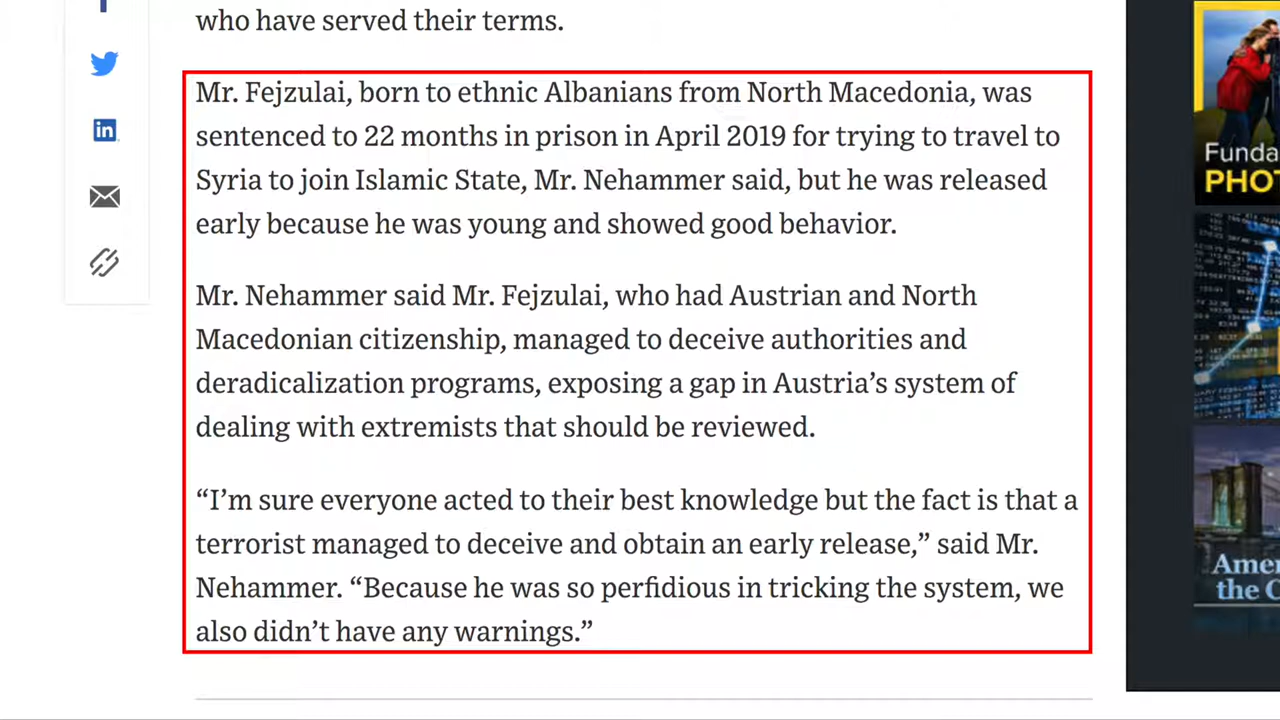 who have served their terms.
Mr. Fejzulai, born to ethnic Albanians from North Macedonia, was
sentenced to 22 months in prison in April 2019 for trying to travel to
Syria to join Islamic State, Mr. Nehammer said, but he was released
early because he was young and showed good behavior.
Mr. Nehammer said Mr. Fejzulai, who had Austrian and North
Macedonian citizenship, managed to deceive authorities and
deradicalization programs, exposing a gap in Austria’s system of
dealing with extremists that should be reviewed.
“I’m sure everyone acted to their best knowledge but the fact is that a
terrorist managed to deceive and obtain an early release,” said Mr.
Nehammer. “Because he was so perfidious in tricking the system, we
also didn’t have any warnings.”
in
Funda
PHOT
Amer
the C